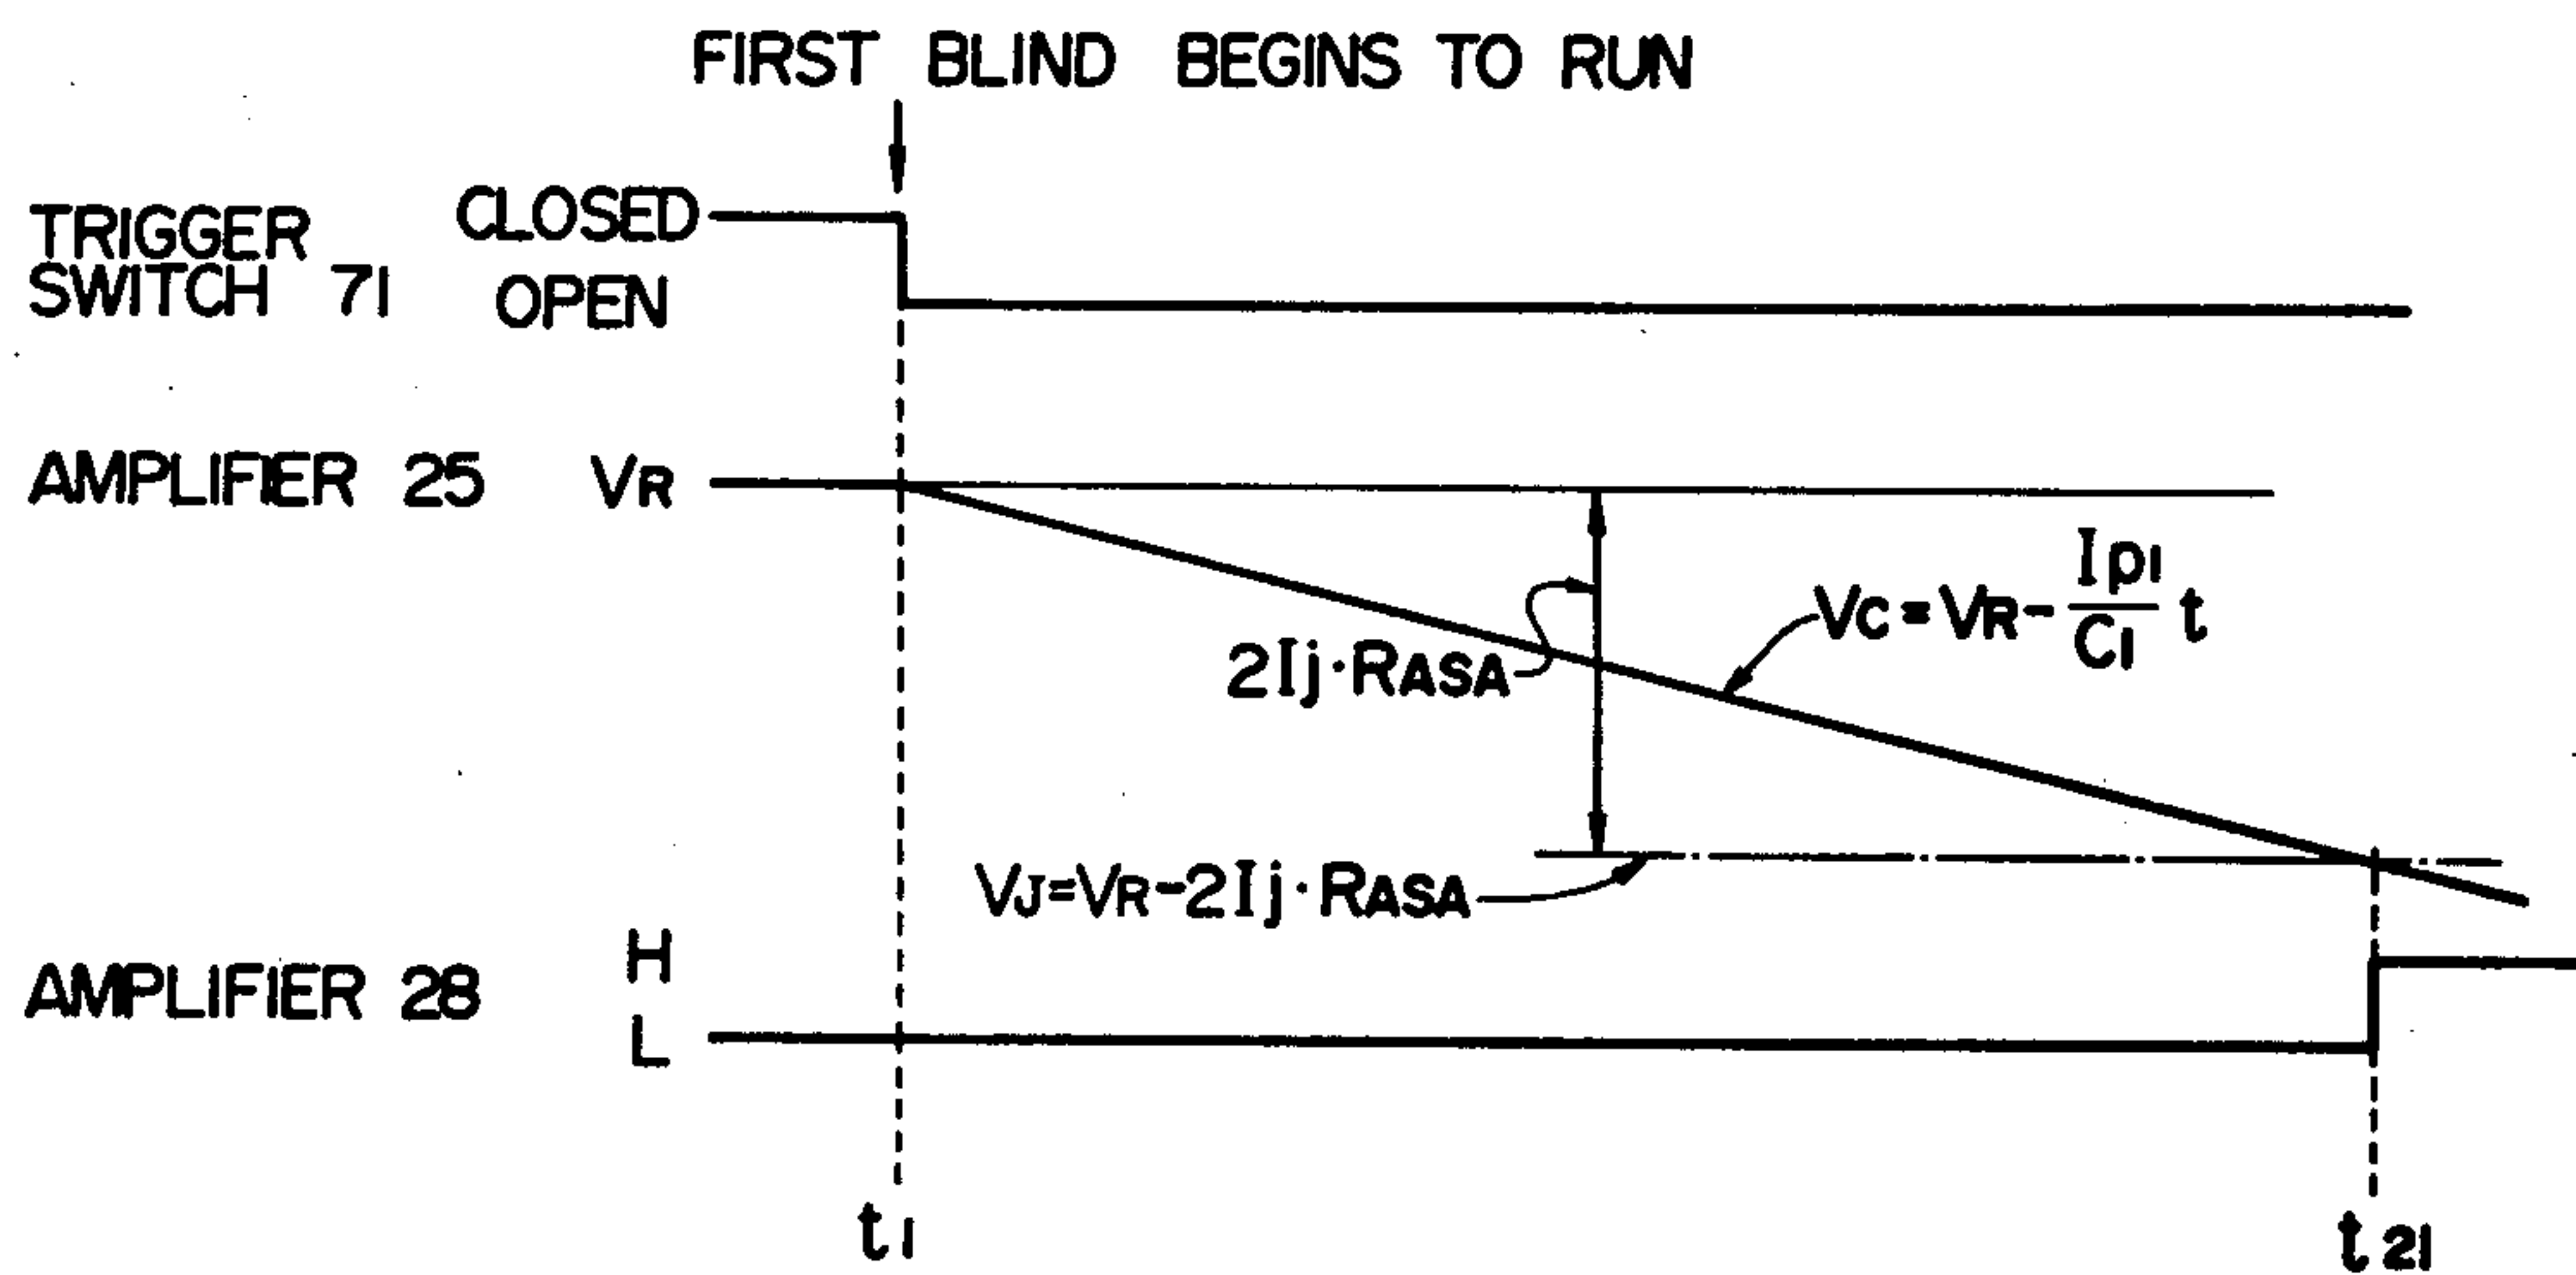 FIRST BLIND BEGINS TO RUN
TRIGGER CLOSED
SWITCH 71 OPEN
AMPLIFIER 25 VR
VC = VR - Ip1/C1 t
2Ij·RASA
VJ=VR-2Ij·RASA
AMPLIFIER 28 H
L
t1
t21